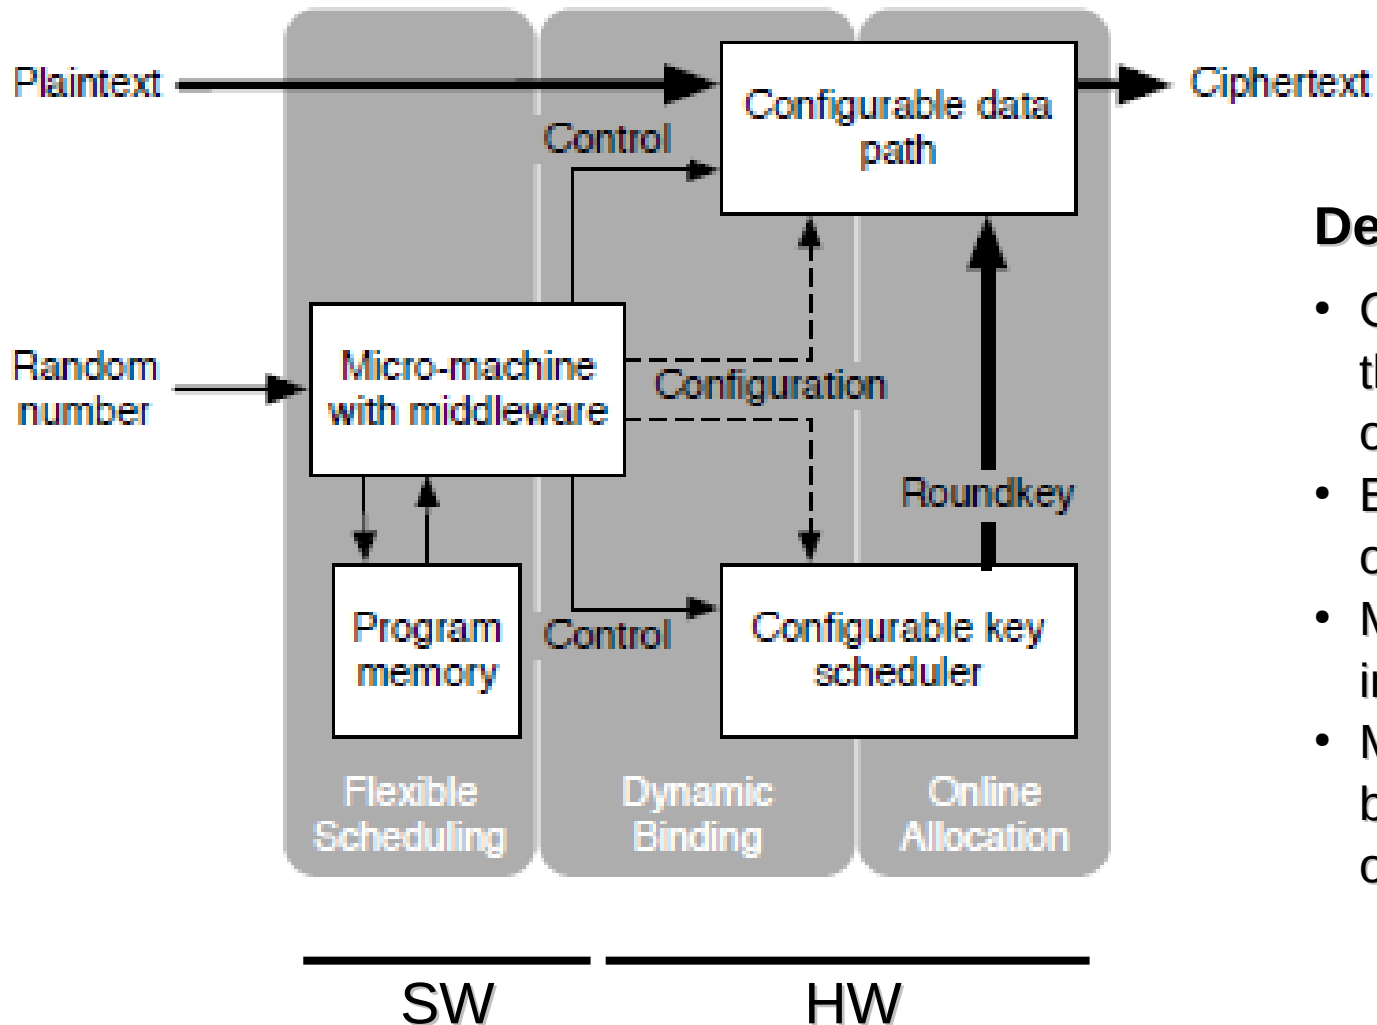 Plaintext
Ciphertext
Configurable data
path
Control
Random
number
Micro-machine
with middleware
Configuration
Roundkey
Program
memory
Control
Configurable key
scheduler
Flexible
Scheduling
Dynamic
Binding
Online
Allocation
SW
HW